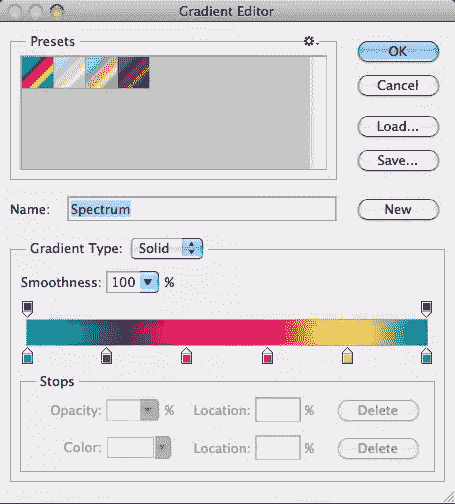 Gradient Editor
Presets
OK
Cancel
Load...
Save...
Name: Spectrum
New
Gradient Type: Solid
Smoothness: 100 %
Stops
Opacity: % Location: % Delete
Color: Location: % Delete